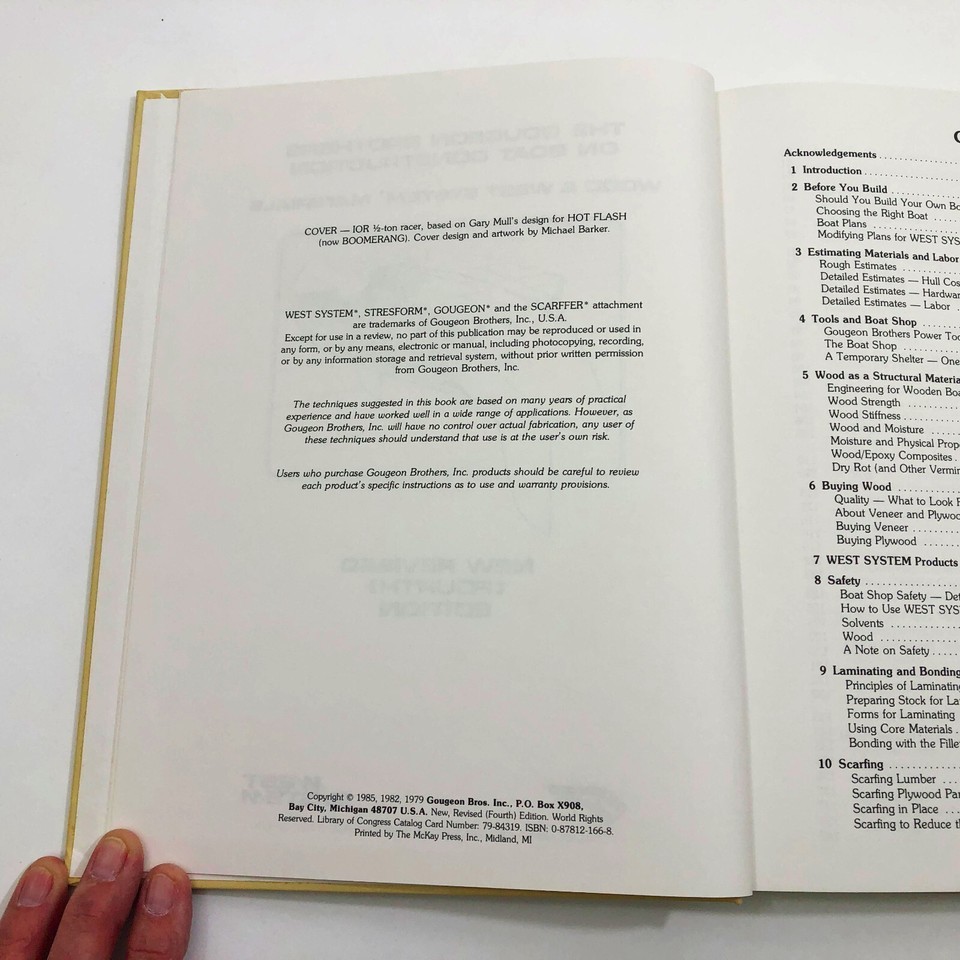 COVER — IOR ½-ton racer, based on Gary Mull's design for HOT FLASH
(now BOOMERANG). Cover design and artwork by Michael Barker.
WEST SYSTEM*, STRESFORM*, GOUGEON* and the SCARFFER* attachment
are trademarks of Gougeon Brothers, Inc., U.S.A.
Except for use in a review, no part of this publication may be reproduced or used in
any form, or by any means, electronic or manual, including photocopying, recording,
or by any information storage and retrieval system, without prior written permission
from Gougeon Brothers, Inc.
The techniques suggested in this book are based on many years of practical
experience and have worked well in a wide range of applications. However, as
Gougeon Brothers, Inc. will have no control over actual fabrication, any user of
these techniques should understand that use is at the user's own risk.
Users who purchase Gougeon Brothers, Inc. products should be careful to review
each product's specific instructions as to use and warranty provisions.
Copyright © 1985, 1982, 1979 Gougeon Bros. Inc., P.O. Box X908,
Bay City, Michigan 48707 U.S.A. New, Revised (Fourth) Edition. World Rights
Reserved. Library of Congress Catalog Card Number: 79-84319. ISBN: 0-87812-166-8.
Printed by The McKay Press, Inc., Midland, MI
Acknowledgements
1 Introduction
2 Before You Build
Should You Build Your Own
Choosing the Right Boat
Boat Plans
Modifying Plans for WEST
3 Estimating Materials and Labor
Rough Estimates
Detailed Estimates — Hull
Detailed Estimates —
Detailed Estimates — Labor
4 Tools and Boat Shop
Gougeon Brothers Power
The Boat Shop
A Temporary Shelter —
5 Wood as a Structural
Engineering for Wooden
Wood Strength
Wood Stiffness
Wood and Moisture
Moisture and Physical
Wood/Epoxy Composites
Dry Rot (and Other
6 Buying Wood
Quality — What to Look
About Veneer and
Buying Veneer
Buying Plywood
7 WEST SYSTEM Products
8 Safety
Boat Shop Safety —
How to Use WEST
Solvents
Wood
A Note on Safety
9 Laminating and Bonding
Principles of Laminating
Preparing Stock for
Forms for Laminating
Using Core Materials
Bonding with the
10 Scarfing
Scarfing Lumber
Scarfing Plywood
Scarfing in Place
Scarfing to Reduce